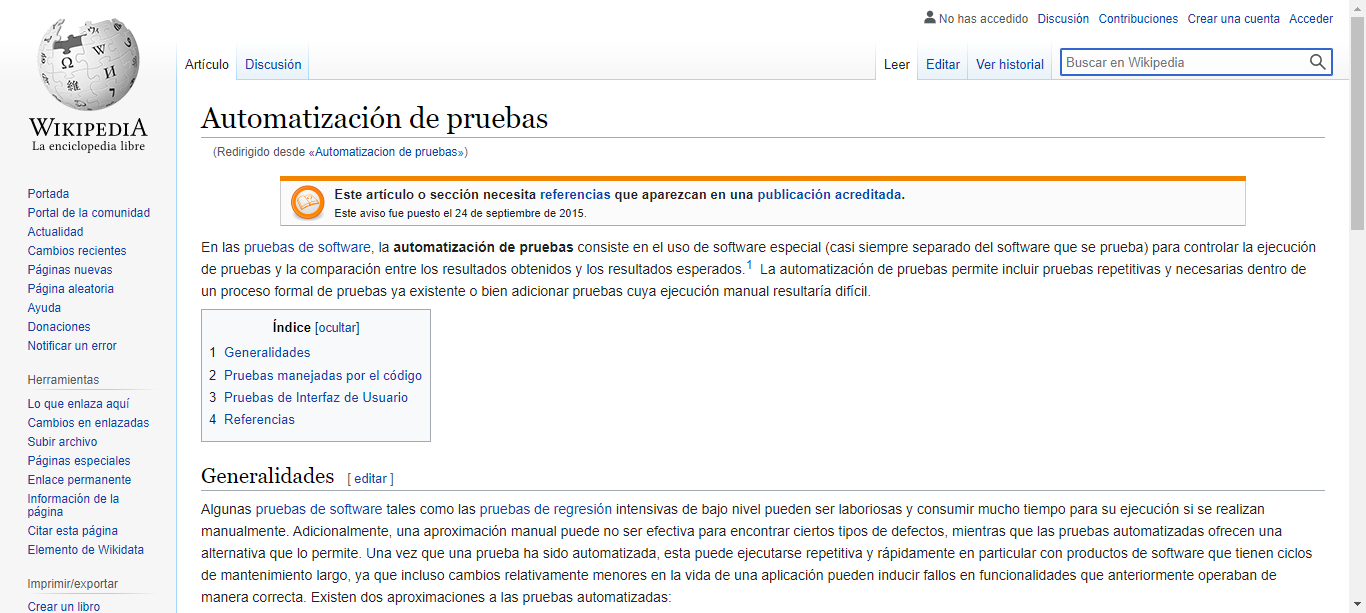 No ha accedido Discusión Contribuciones Crear una cuenta Acceder
Artículo Discusión
Leer Editar Ver historial Buscar en Wikipedia
WIKIPEDIA
La enciclopedia libre
Portada
Portal de la comunidad
Actualidad
Cambios recientes
Páginas nuevas
Página aleatoria
Ayuda
Donaciones
Notificar un error
Herramientas
Lo que enlaza aquí
Cambios en enlazadas
Subir archivo
Páginas especiales
Enlace permanente
Información de la
página
Citar esta página
Elemento de Wikidata
Imprimir/exportar
Crear un libro
Automatización de pruebas
(Redirigido desde «Automatizacion de pruebas»)
Este artículo o sección necesita referencias que aparezcan en una publicación acreditada.
Este aviso fue puesto el 24 de septiembre de 2015.
En las pruebas de software, la automatización de pruebas consiste en el uso de software especial (casi siempre separado del software que se prueba) para controlar la ejecución
de pruebas y la comparación entre los resultados obtenidos y los resultados esperados.1 La automatización de pruebas permite incluir pruebas repetitivas y necesarias dentro de
un proceso formal de pruebas ya existente o bien adicionar pruebas cuya ejecución manual resultaría difícil.
Índice [ocultar]
1 Generalidades
2 Pruebas manejadas por el código
3 Pruebas de Interfaz de Usuario
4 Referencias
Generalidades [ editar ]
Algunas pruebas de software tales como las pruebas de regresión intensivas de bajo nivel pueden ser laboriosas y consumir mucho tiempo para su ejecución si se realizan
manualmente. Adicionalmente, una aproximación manual puede no ser efectiva para encontrar ciertos tipos de defectos, mientras que las pruebas automatizadas ofrecen una
alternativa que lo permite. Una vez que una prueba ha sido automatizada, esta puede ejecutarse repetitiva y rápidamente en particular con productos de software que tienen ciclos
de mantenimiento largo, ya que incluso cambios relativamente menores en la vida de una aplicación pueden inducir fallos en funcionalidades que anteriormente operaban de
manera correcta. Existen dos aproximaciones a las pruebas automatizadas: